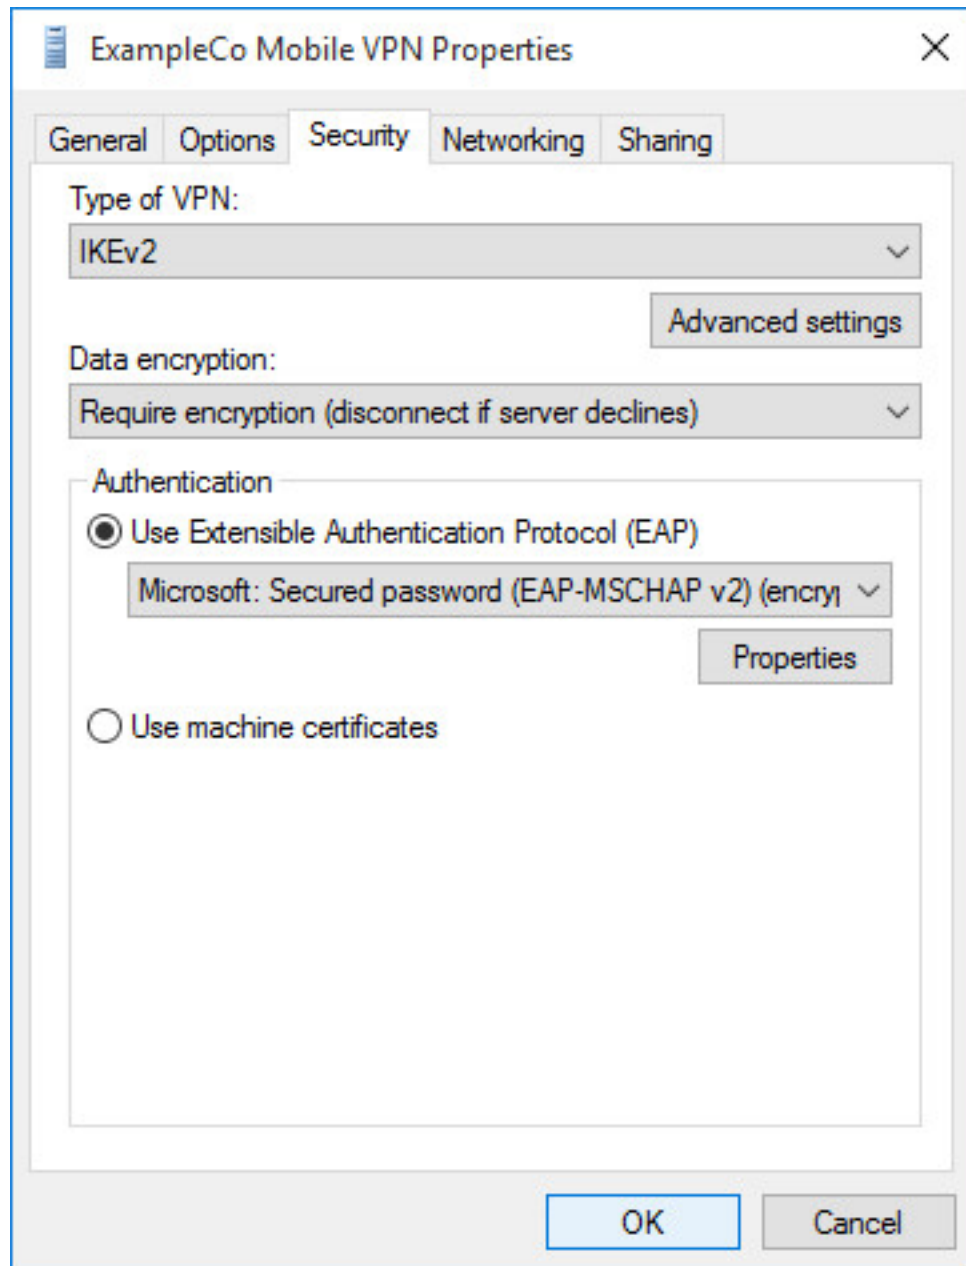 ExampleCo Mobile VPN Properties
General Options Security Networking Sharing
Type of VPN:
IKEv2
Advanced settings
Data encryption:
Require encryption (disconnect if server declines)
Authentication
Use Extensible Authentication Protocol (EAP)
Microsoft: Secured password (EAP-MSCHAP v2) (encry
Properties
Use machine certificates
OK Cancel